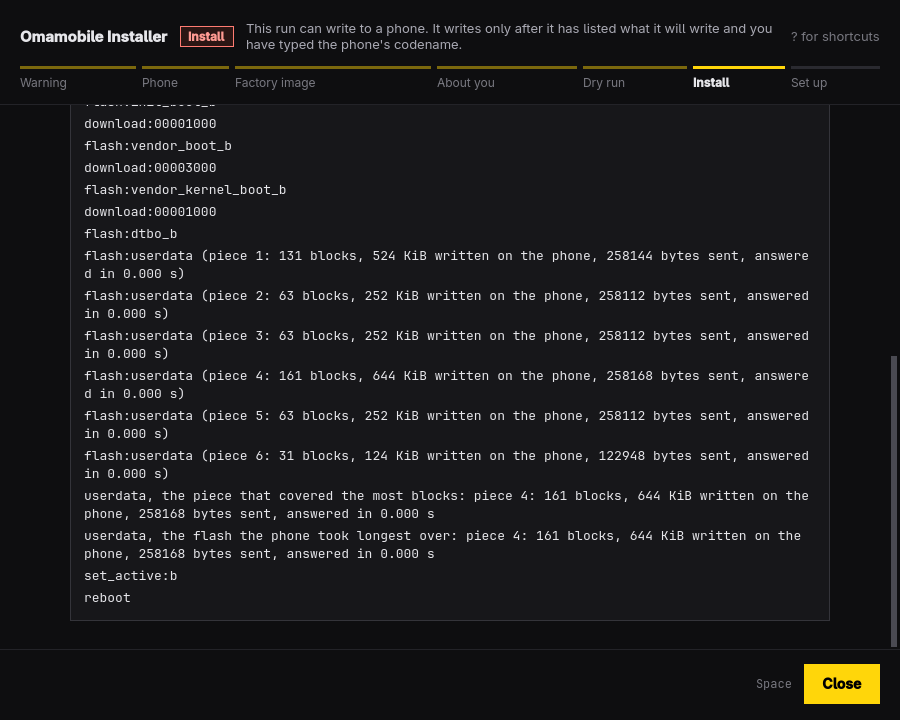 Omamobile Installer
Install
This run can write to a phone. It writes only after it has listed what it will write and you
have typed the phone's codename.
? for shortcuts
Warning
Phone
Factory image
About you
Dry run
Install
Set up
flash:init_boot_b
download:00001000
flash:vendor_boot_b
download:00003000
flash:vendor_kernel_boot_b
download:00001000
flash:dtbo_b
flash:userdata (piece 1: 131 blocks, 524 KiB written on the phone, 258144 bytes sent, answere
d in 0.000 s)
flash:userdata (piece 2: 63 blocks, 252 KiB written on the phone, 258112 bytes sent, answered
in 0.000 s)
flash:userdata (piece 3: 63 blocks, 252 KiB written on the phone, 258112 bytes sent, answered
in 0.000 s)
flash:userdata (piece 4: 161 blocks, 644 KiB written on the phone, 258168 bytes sent, answere
d in 0.000 s)
flash:userdata (piece 5: 63 blocks, 252 KiB written on the phone, 258112 bytes sent, answered
in 0.000 s)
flash:userdata (piece 6: 31 blocks, 124 KiB written on the phone, 122948 bytes sent, answered
in 0.000 s)
userdata, the piece that covered the most blocks: piece 4: 161 blocks, 644 KiB written on the
phone, 258168 bytes sent, answered in 0.000 s
userdata, the flash the phone took longest over: piece 4: 161 blocks, 644 KiB written on the
phone, 258168 bytes sent, answered in 0.000 s
set_active:b
reboot
Space
Close